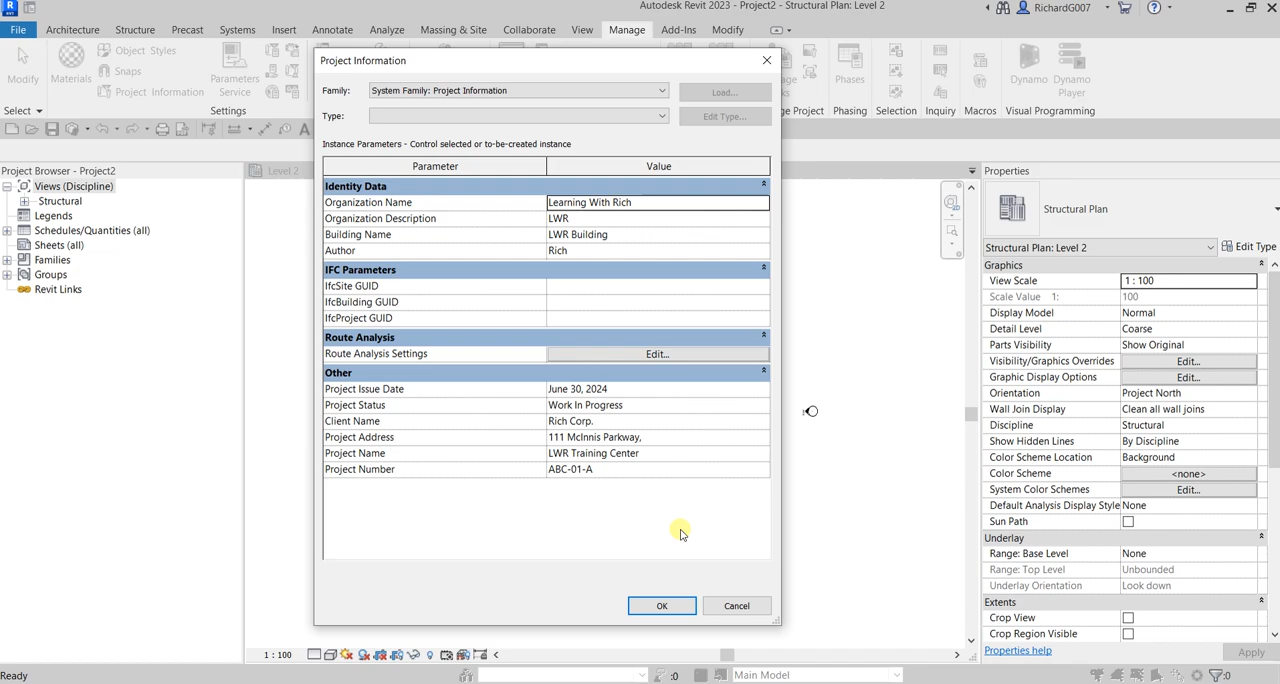 Autodesk Revit 2023 - Project2 - Structural Plan: Level 2
RichardG007
File Architecture Structure Precast Systems Insert Annotate Analyze Massing & Site Collaborate View Manage Add-Ins Modify
Modify
Materials
Object Styles
Snaps
Project Information
Parameters
Service
Phases
Dynamo
Dynamo
Player
Select
Settings
ge Project
Phasing
Selection
Inquiry
Macros
Visual Programming
Project Browser - Project2
Views (Discipline)
Structural
Legends
Schedules/Quantities (all)
Sheets (all)
Families
Groups
Revit Links
Level 2
Project Information
Family: System Family: Project Information Load...
Type: Edit Type...
Instance Parameters - Control selected or to-be-created instance
Parameter Value
Identity Data
Organization Name Learning With Rich
Organization Description LWR
Building Name LWR Building
Author Rich
IFC Parameters
IfcSite GUID
IfcBuilding GUID
IfcProject GUID
Route Analysis
Route Analysis Settings Edit...
Other
Project Issue Date June 30, 2024
Project Status Work In Progress
Client Name Rich Corp.
Project Address 111 McInnis Parkway,
Project Name LWR Training Center
Project Number ABC-01-A
OK Cancel
Properties
Structural Plan
Structural Plan: Level 2 Edit Type
Graphics
View Scale 1 : 100
Scale Value 1: 100
Display Model Normal
Detail Level Coarse
Parts Visibility Show Original
Visibility/Graphics Overrides Edit...
Graphic Display Options Edit...
Orientation Project North
Wall Join Display Clean all wall joins
Discipline Structural
Show Hidden Lines By Discipline
Color Scheme Location Background
Color Scheme <none>
System Color Schemes Edit...
Default Analysis Display Style None
Sun Path
Underlay
Range: Base Level None
Range: Top Level Unbounded
Underlay Orientation Look down
Extents
Crop View
Crop Region Visible
Properties help Apply
1 : 100
Ready
:0
Main Model
:0